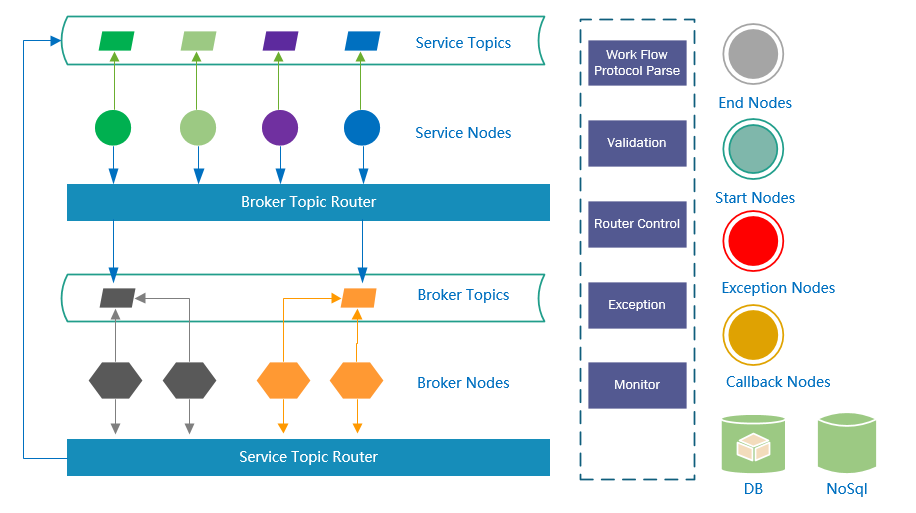 Service Topics
Service Nodes
Broker Topic Router
Broker Topics
Broker Nodes
Service Topic Router
Work Flow
Protocol Parse
Validation
Router Control
Exception
Monitor
End Nodes
Start Nodes
Exception Nodes
Callback Nodes
DB
NoSql